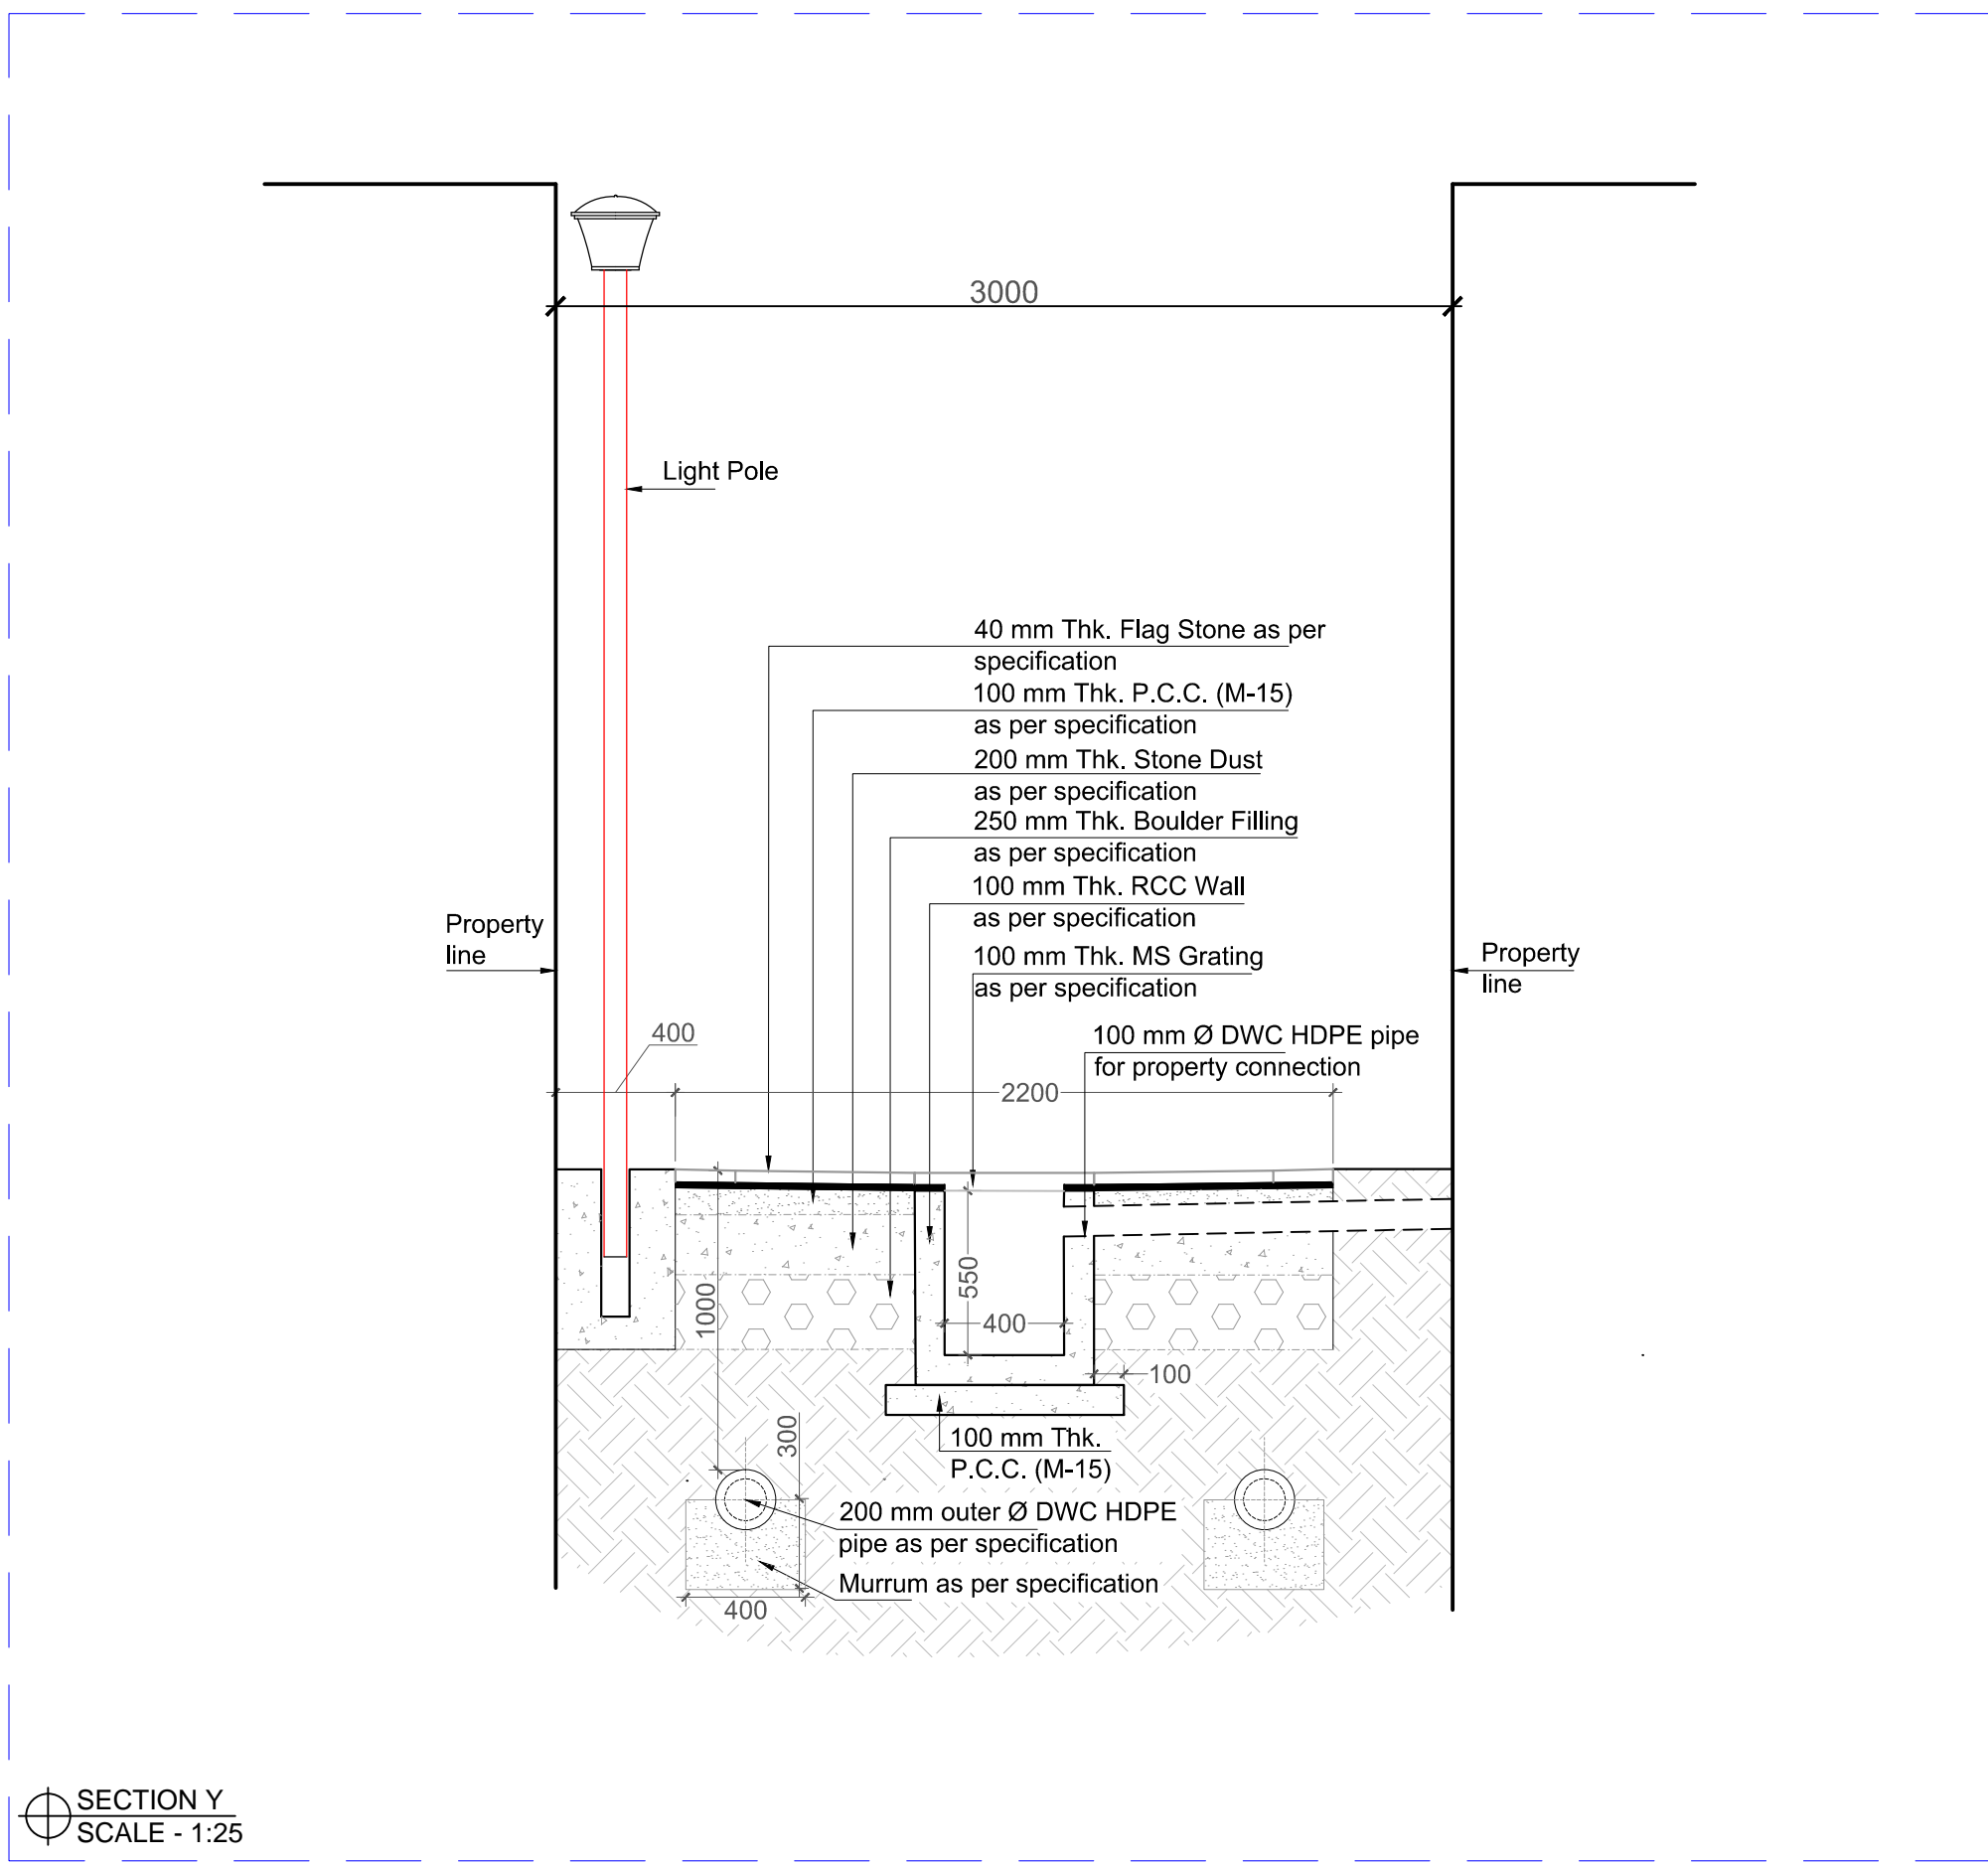 3000
Light Pole
40 mm Thk. Flag Stone as per
specification
100 mm Thk. P.C.C. (M-15)
as per specification
200 mm Thk. Stone Dust
as per specification
250 mm Thk. Boulder Filling
as per specification
100 mm Thk. RCC Wall
as per specification
100 mm Thk. MS Grating
as per specification
Property
line
Property
line
100 mm Ø DWC HDPE pipe
for property connection
400
2200
1000
550
400
100
300
100 mm Thk.
P.C.C. (M-15)
200 mm outer Ø DWC HDPE
pipe as per specification
Murrum as per specification
400
SECTION Y
SCALE - 1:25